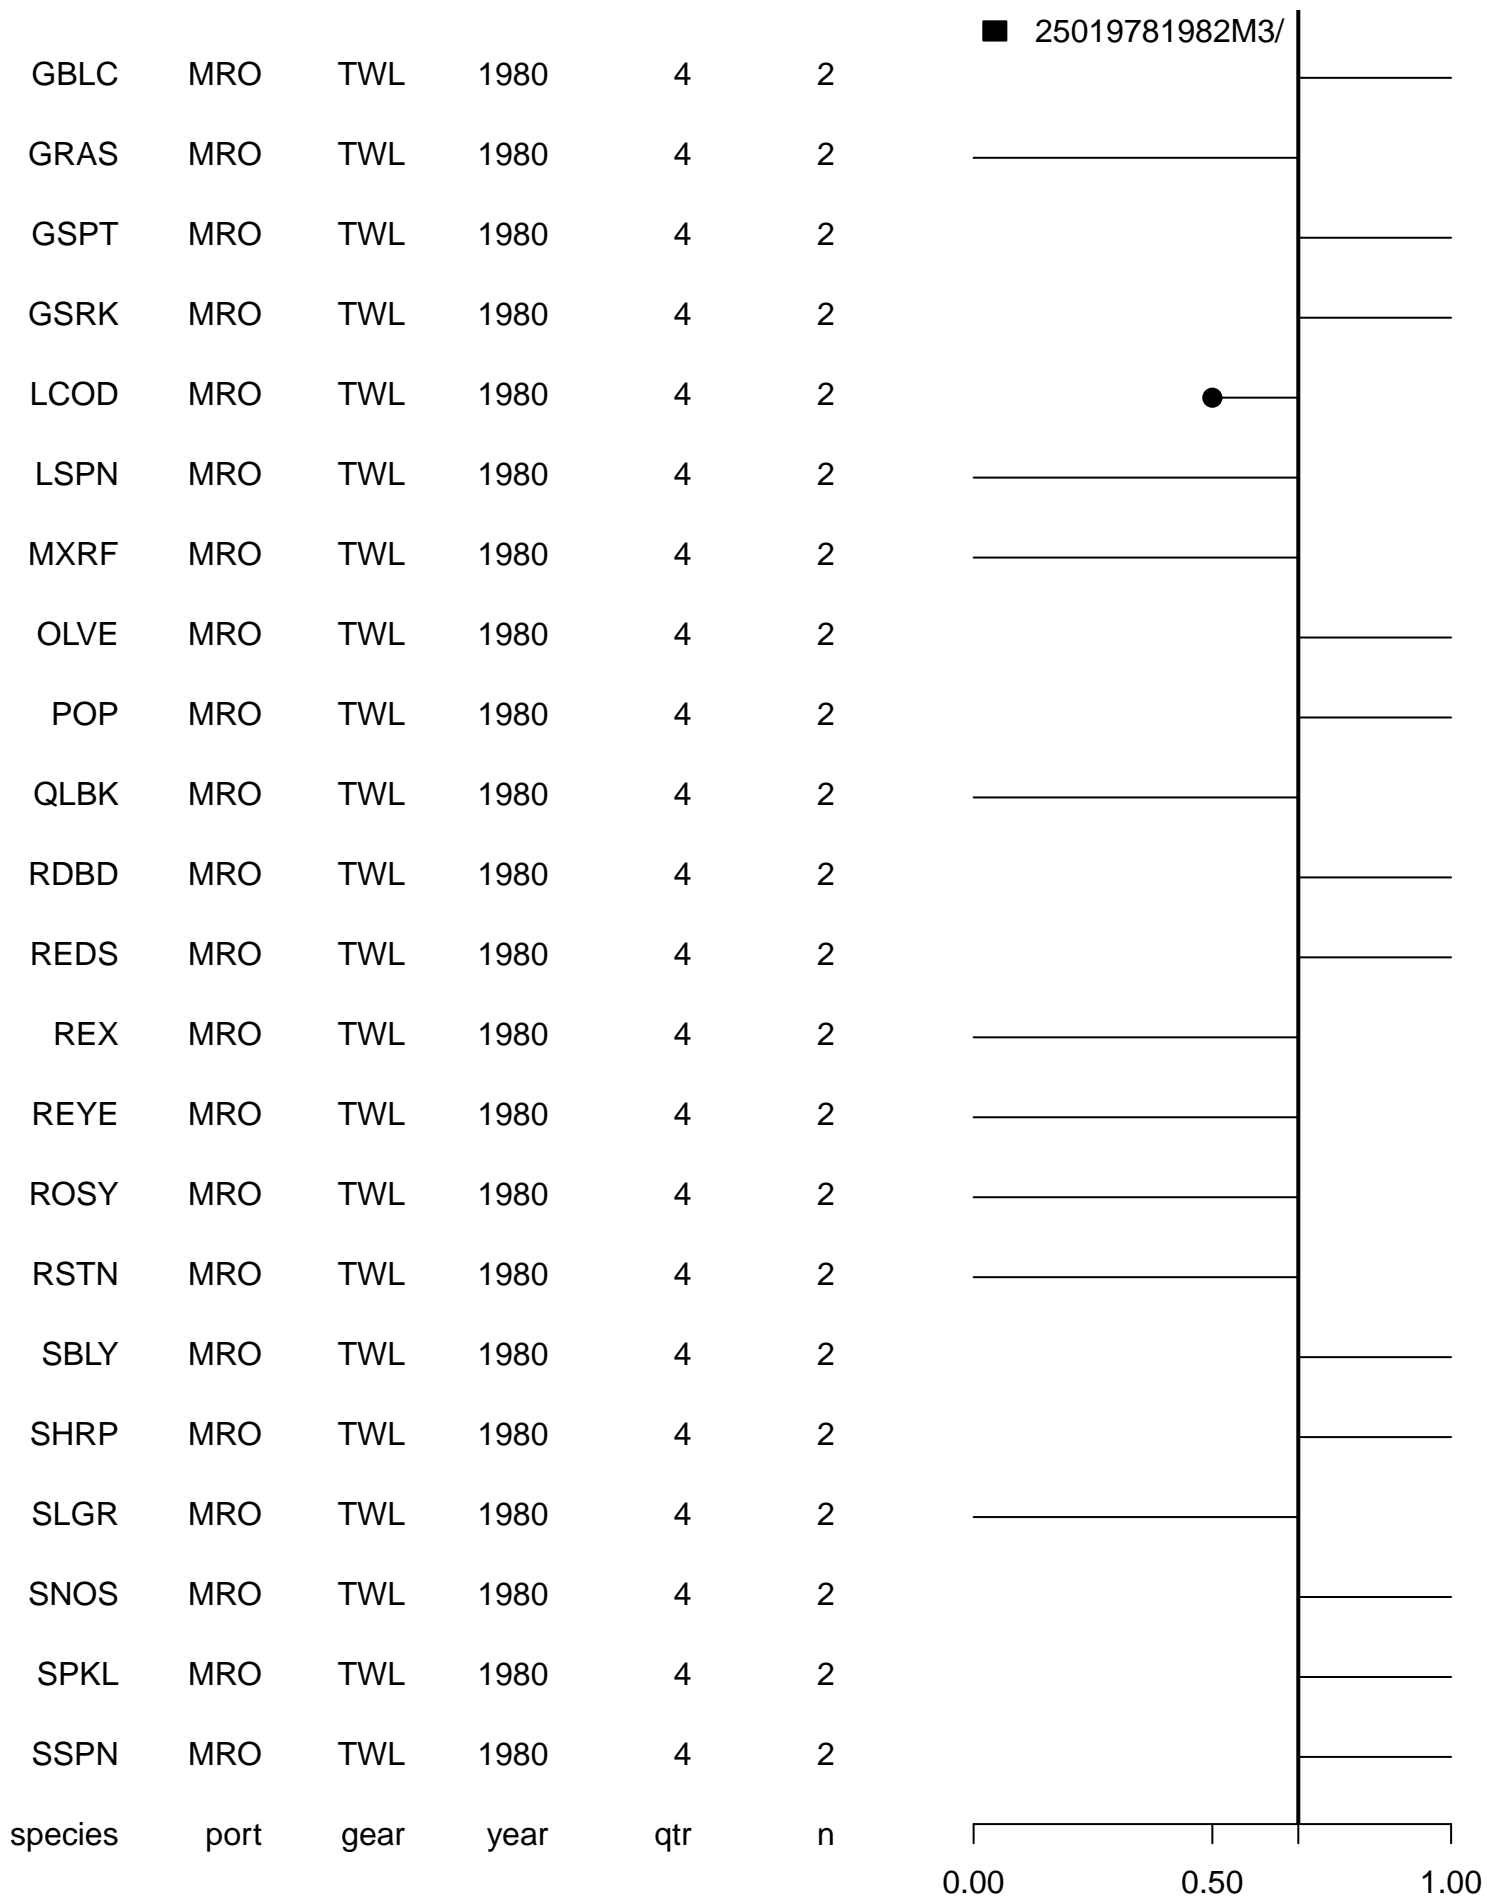 25019781982M3/
GBLC MRO TWL 1980 4 2
GRAS MRO TWL 1980 4 2
GSPT MRO TWL 1980 4 2
GSRK MRO TWL 1980 4 2
LCOD MRO TWL 1980 4 2
LSPN MRO TWL 1980 4 2
MXRF MRO TWL 1980 4 2
OLVE MRO TWL 1980 4 2
POP MRO TWL 1980 4 2
QLBK MRO TWL 1980 4 2
RDBD MRO TWL 1980 4 2
REDS MRO TWL 1980 4 2
REX MRO TWL 1980 4 2
REYE MRO TWL 1980 4 2
ROSY MRO TWL 1980 4 2
RSTN MRO TWL 1980 4 2
SBLY MRO TWL 1980 4 2
SHRP MRO TWL 1980 4 2
SLGR MRO TWL 1980 4 2
SNOS MRO TWL 1980 4 2
SPKL MRO TWL 1980 4 2
SSPN MRO TWL 1980 4 2
species port gear year qtr n
0.00 0.50 1.00